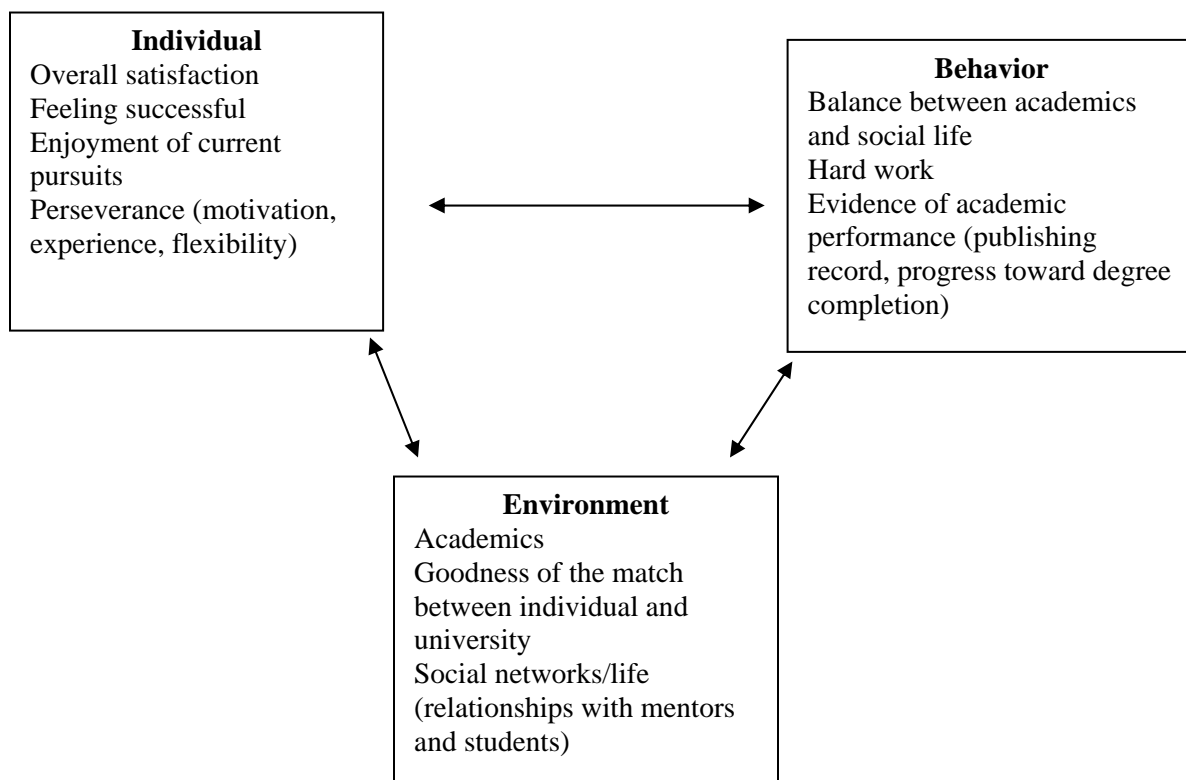 Individual
Overall satisfaction
Feeling successful
Enjoyment of current
pursuits
Perseverance (motivation,
experience, flexibility)
Behavior
Balance between academics
and social life
Hard work
Evidence of academic
performance (publishing
record, progress toward degree
completion)
Environment
Academics
Goodness of the match
between individual and
university
Social networks/life
(relationships with mentors
and students)